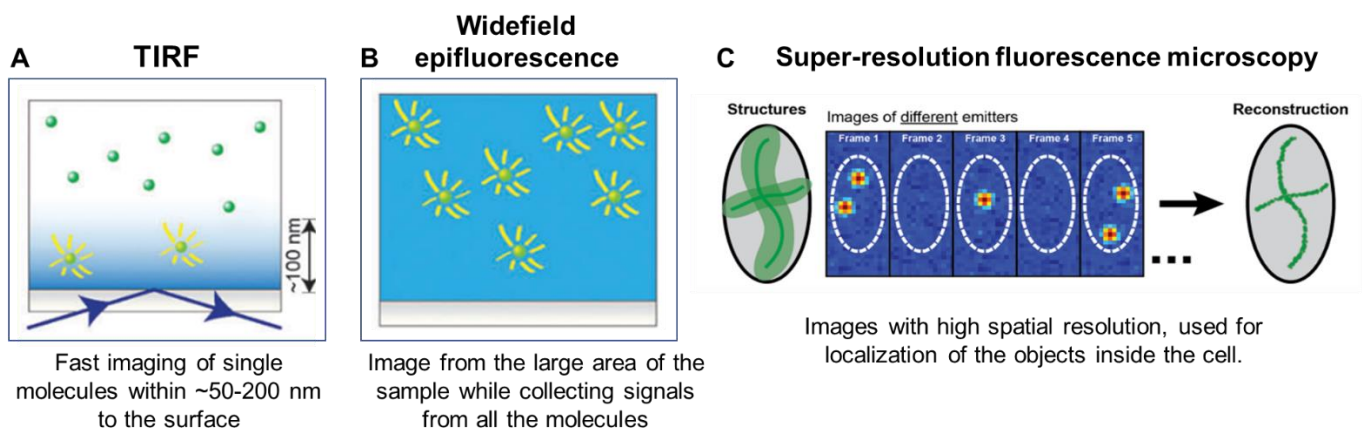 A
TIRF
~100 nm
Fast imaging of single
molecules within ~50-200 nm
to the surface
B
Widefield
epifluorescence
Image from the large area of the
sample while collecting signals
from all the molecules
C
Super-resolution fluorescence microscopy
Structures
Images of different emitters
Frame 1
Frame 2
Frame 3
Frame 4
Frame 5
...
Reconstruction
Images with high spatial resolution, used for
localization of the objects inside the cell.